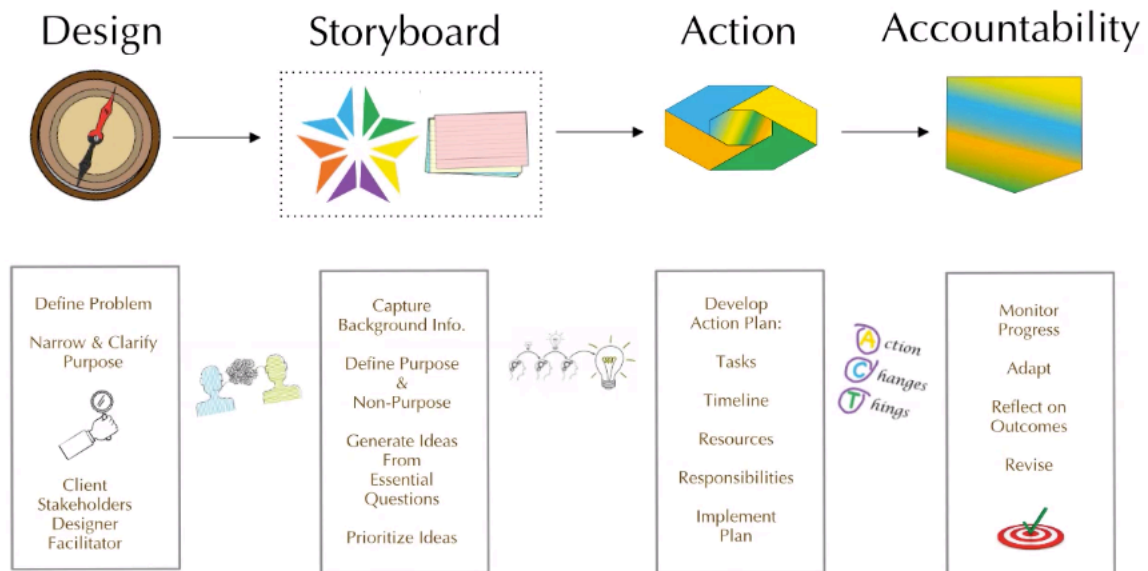 Design
Storyboard
Action
Accountability
Define Problem
Narrow & Clarify
Purpose
Client
Stakeholders
Designer
Facilitator
Capture
Background Info.
Define Purpose
&
Non-Purpose
Generate Ideas
From
Essential
Questions
Prioritize Ideas
Develop
Action Plan:
Tasks
Timeline
Resources
Responsibilities
Implement
Plan
Action
Changes
Things
Monitor
Progress
Adapt
Reflect on
Outcomes
Revise